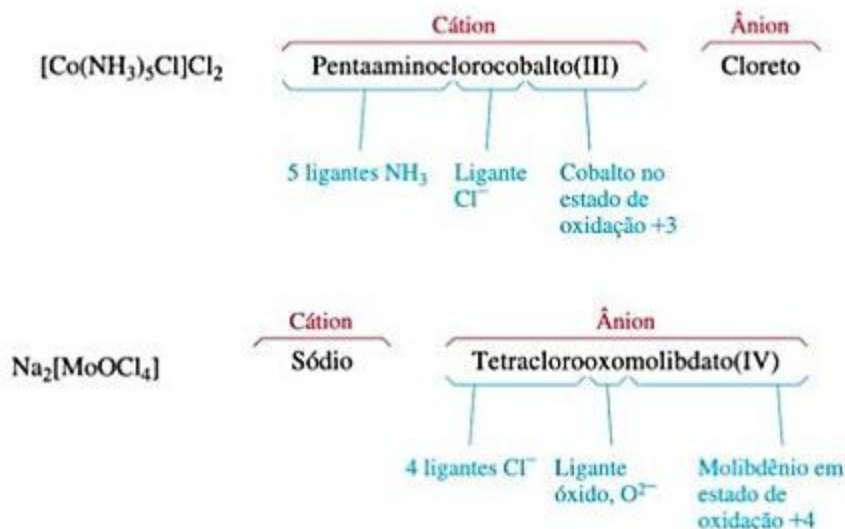 Cátion Ânion
[Co(NH₃)₅Cl]Cl₂ Pentaaminoclorocobalto(III) Cloreto
5 ligantes NH₃ Ligante Cl⁻ Cobalto no estado de oxidação +3
Cátion Ânion
Na₂[MoOCl₄] Sódio Tetraclorooxomolibdato(IV)
4 ligantes Cl⁻ Ligante óxido, O²⁻ Molibdênio em estado de oxidação +4